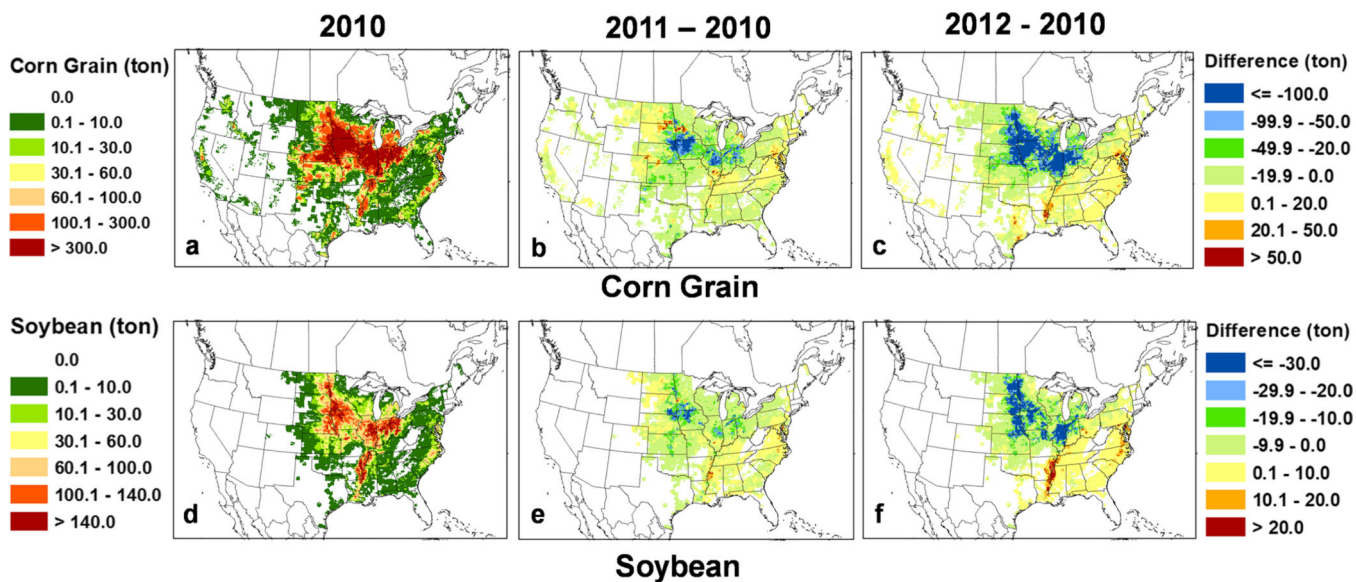 2010
2011 – 2010
2012 - 2010
Corn Grain (ton)
0.0
0.1 - 10.0
10.1 - 30.0
30.1 - 60.0
60.1 - 100.0
100.1 - 300.0
> 300.0
a
b
c
Difference (ton)
<= -100.0
-99.9 - -50.0
-49.9 - -20.0
-19.9 - 0.0
0.1 - 20.0
20.1 - 50.0
> 50.0
Corn Grain
Soybean (ton)
0.0
0.1 - 10.0
10.1 - 30.0
30.1 - 60.0
60.1 - 100.0
100.1 - 140.0
> 140.0
d
e
f
Difference (ton)
<= -30.0
-29.9 - -20.0
-19.9 - -10.0
-9.9 - 0.0
0.1 - 10.0
10.1 - 20.0
> 20.0
Soybean